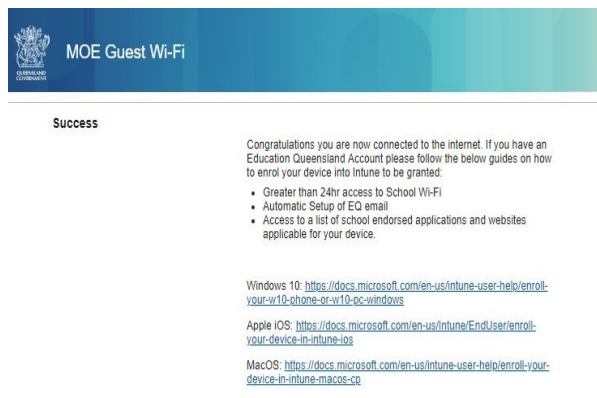 MOE Guest Wi-Fi
QUEENSLAND
GOVERNMENT
Success
Congratulations you are now connected to the internet. If you have an
Education Queensland Account please follow the below guides on how
to enrol your device into Intune to be granted:
• Greater than 24hr access to School Wi-Fi
• Automatic Setup of EQ email
• Access to a list of school endorsed applications and websites
applicable for your device.
Windows 10: https://docs.microsoft.com/en-us/intune-user-help/enroll-
your-w10-phone-or-w10-pc-windows
Apple iOS: https://docs.microsoft.com/en-us/Intune/EndUser/enroll-
your-device-in-intune-ios
MacOS: https://docs.microsoft.com/en-us/intune-user-help/enroll-your-
device-in-intune-macos-cp